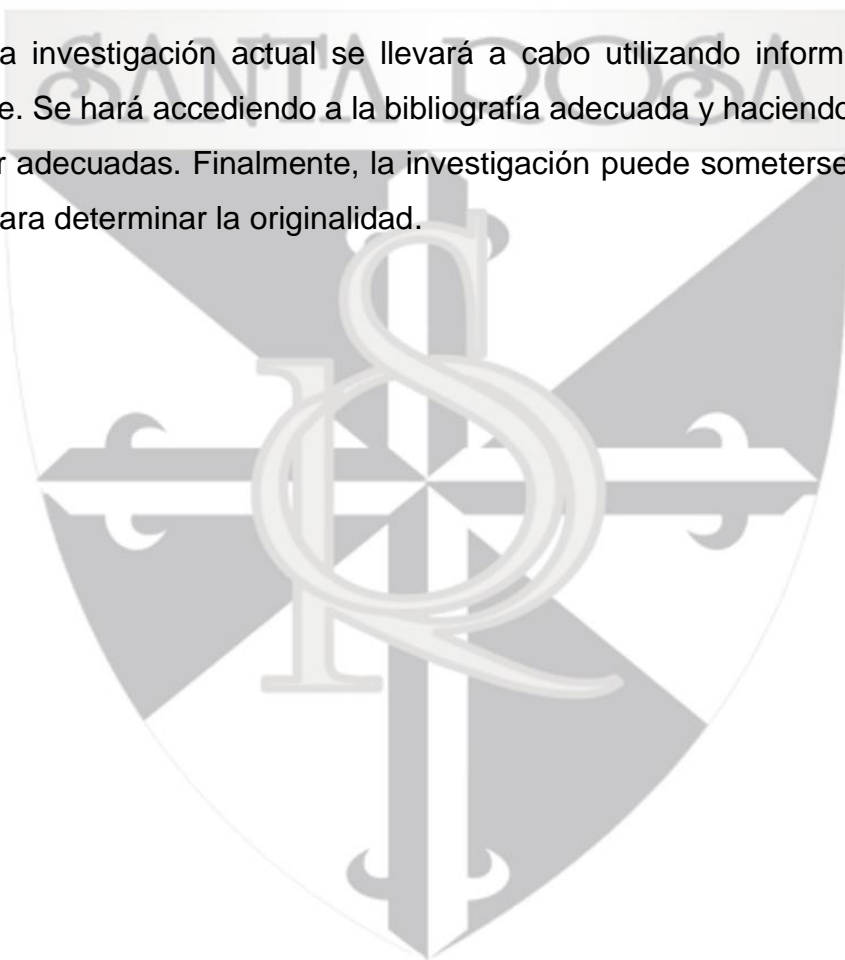 SANTA ROSA
a investigación actual se llevará a cabo utilizando inform
e. Se hará accediendo a la bibliografía adecuada y haciendo
r adecuadas. Finalmente, la investigación puede someterse
ara determinar la originalidad.
SR